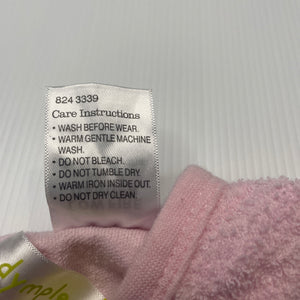 824 3339
Care Instructions
• WASH BEFORE WEAR.
• WARM GENTLE MACHINE
WASH.
• DO NOT BLEACH.
• DO NOT TUMBLE DRY.
• WARM IRON INSIDE OUT.
• DO NOT DRY CLEAN.
dymple